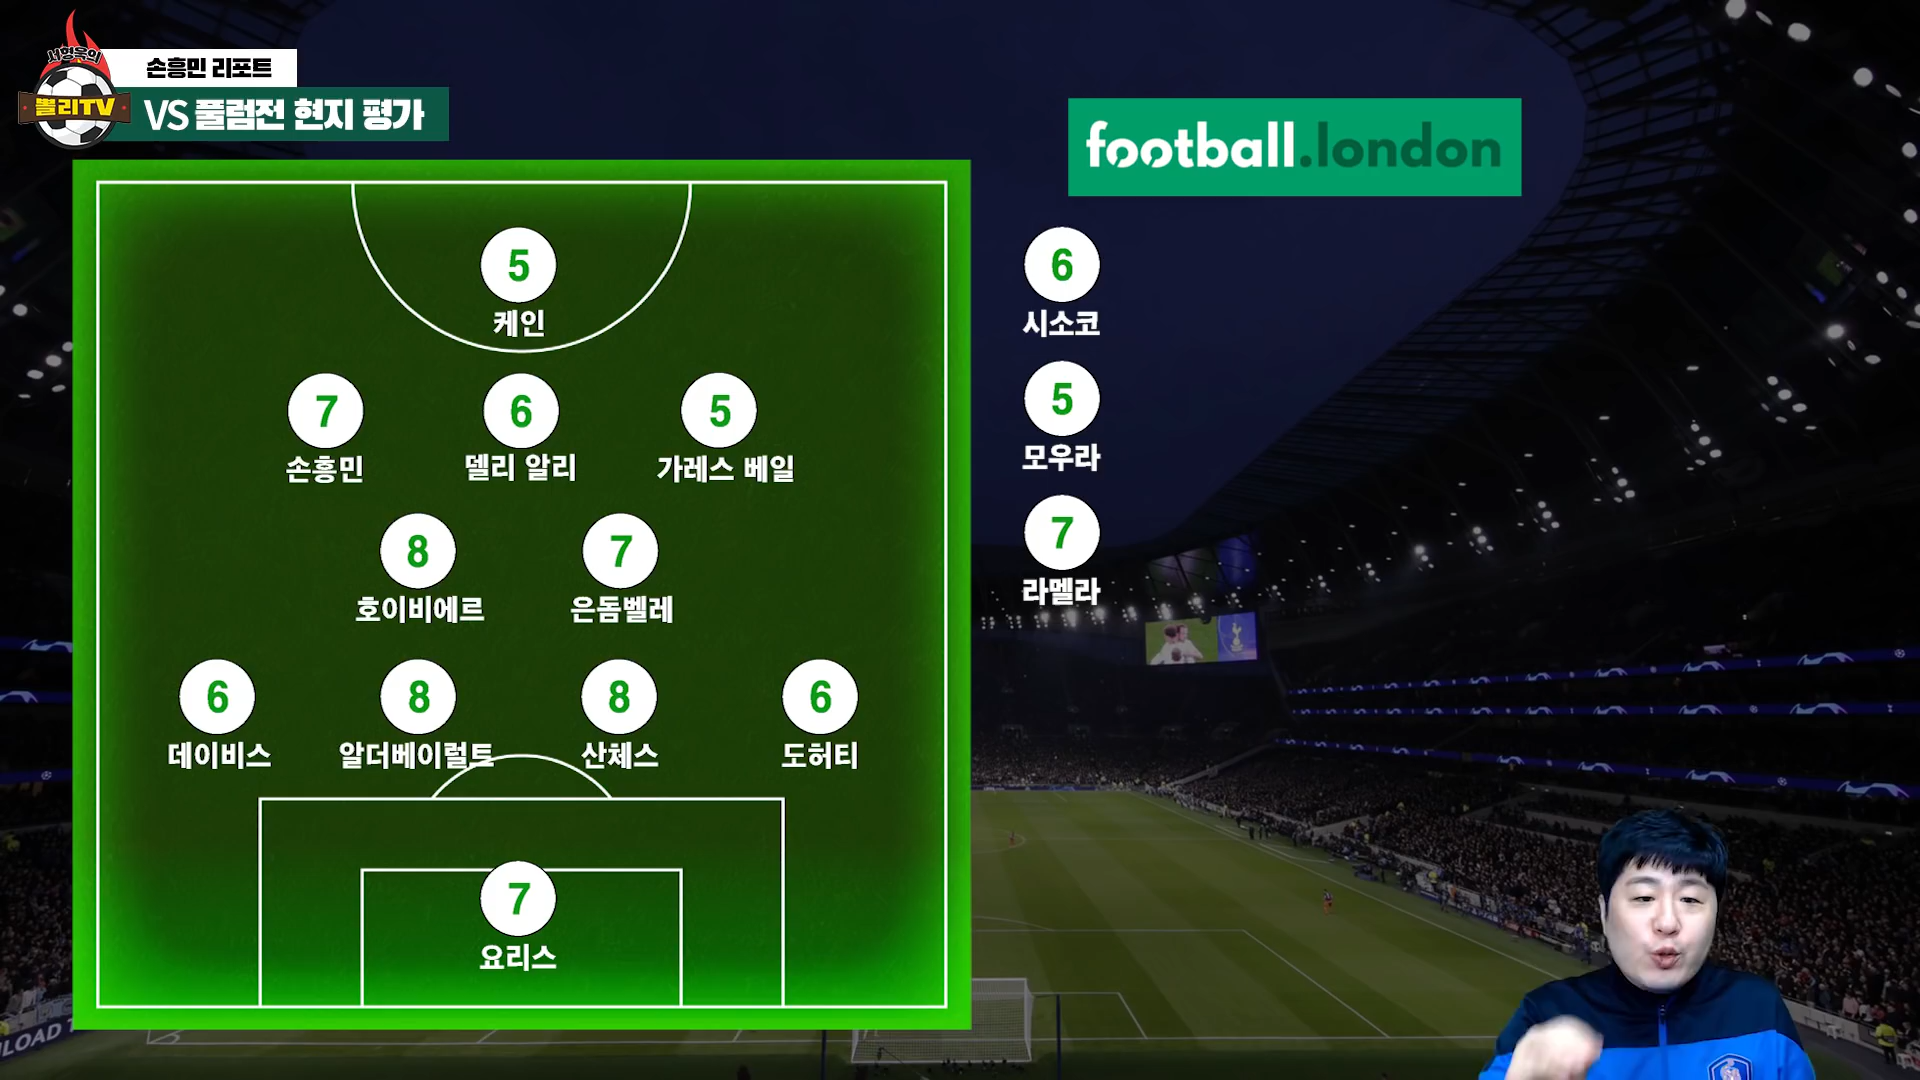 서형욱의
뽈리TV
손흥민 리포트
VS 풀럼전 현지 평가
football.london
5
케인
7
손흥민
6
델리 알리
5
가레스 베일
8
호이비에르
7
은돔벨레
6
데이비스
8
알더베이럴트
8
산체스
6
도허티
7
요리스
6
시소코
5
모우라
7
라멜라